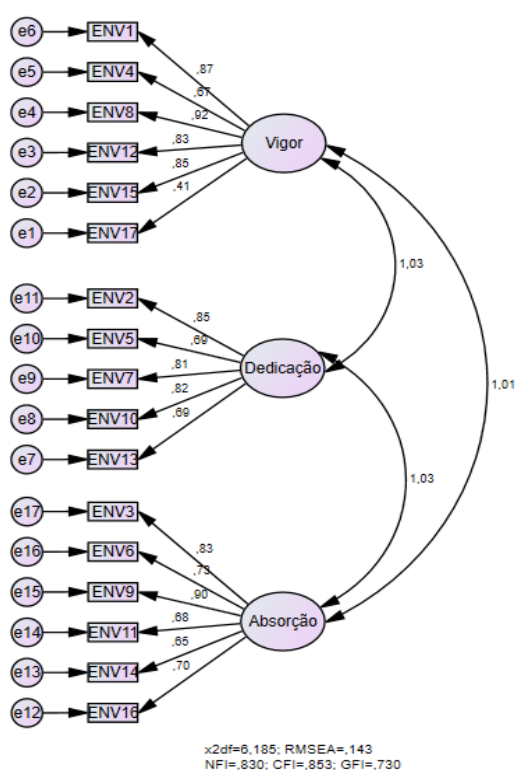 e6 ENV1 ,87
e5 ENV4 ,67
e4 ENV8 ,92
e3 ENV12 ,83
e2 ENV15 ,85
e1 ENV17 ,41
Vigor
1,03
e11 ENV2 ,85
e10 ENV5 ,69
e9 ENV7 ,81
e8 ENV10 ,82
e7 ENV13 ,69
Dedicação
1,01
1,03
e17 ENV3 ,83
e16 ENV6 ,73
e15 ENV9 ,90
e14 ENV11 ,68
e13 ENV14 ,65
e12 ENV16 ,70
Absorção
x2df=6,185; RMSEA=,143
NFI=,830; CFI=,853; GFI=,730